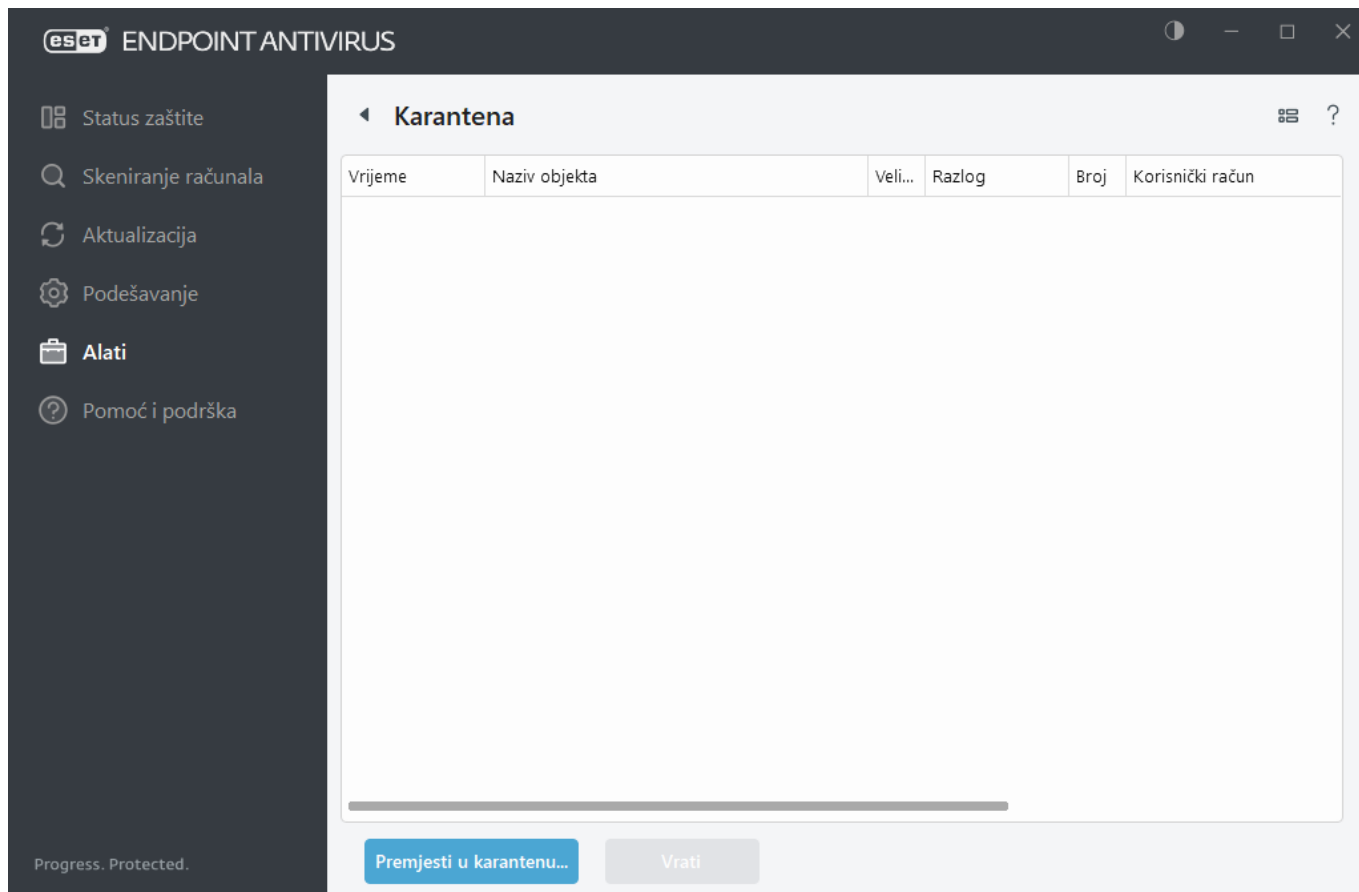 eset ENDPOINT ANTIVIRUS
Status zaštite
Skeniranje računala
Aktualizacija
Podešavanje
Alati
Pomoć i podrška
Progress. Protected.
Karantena
?
Vrijeme Naziv objekta Veli... Razlog Broj Korisnički račun
Premjesti u karantenu... Vrati